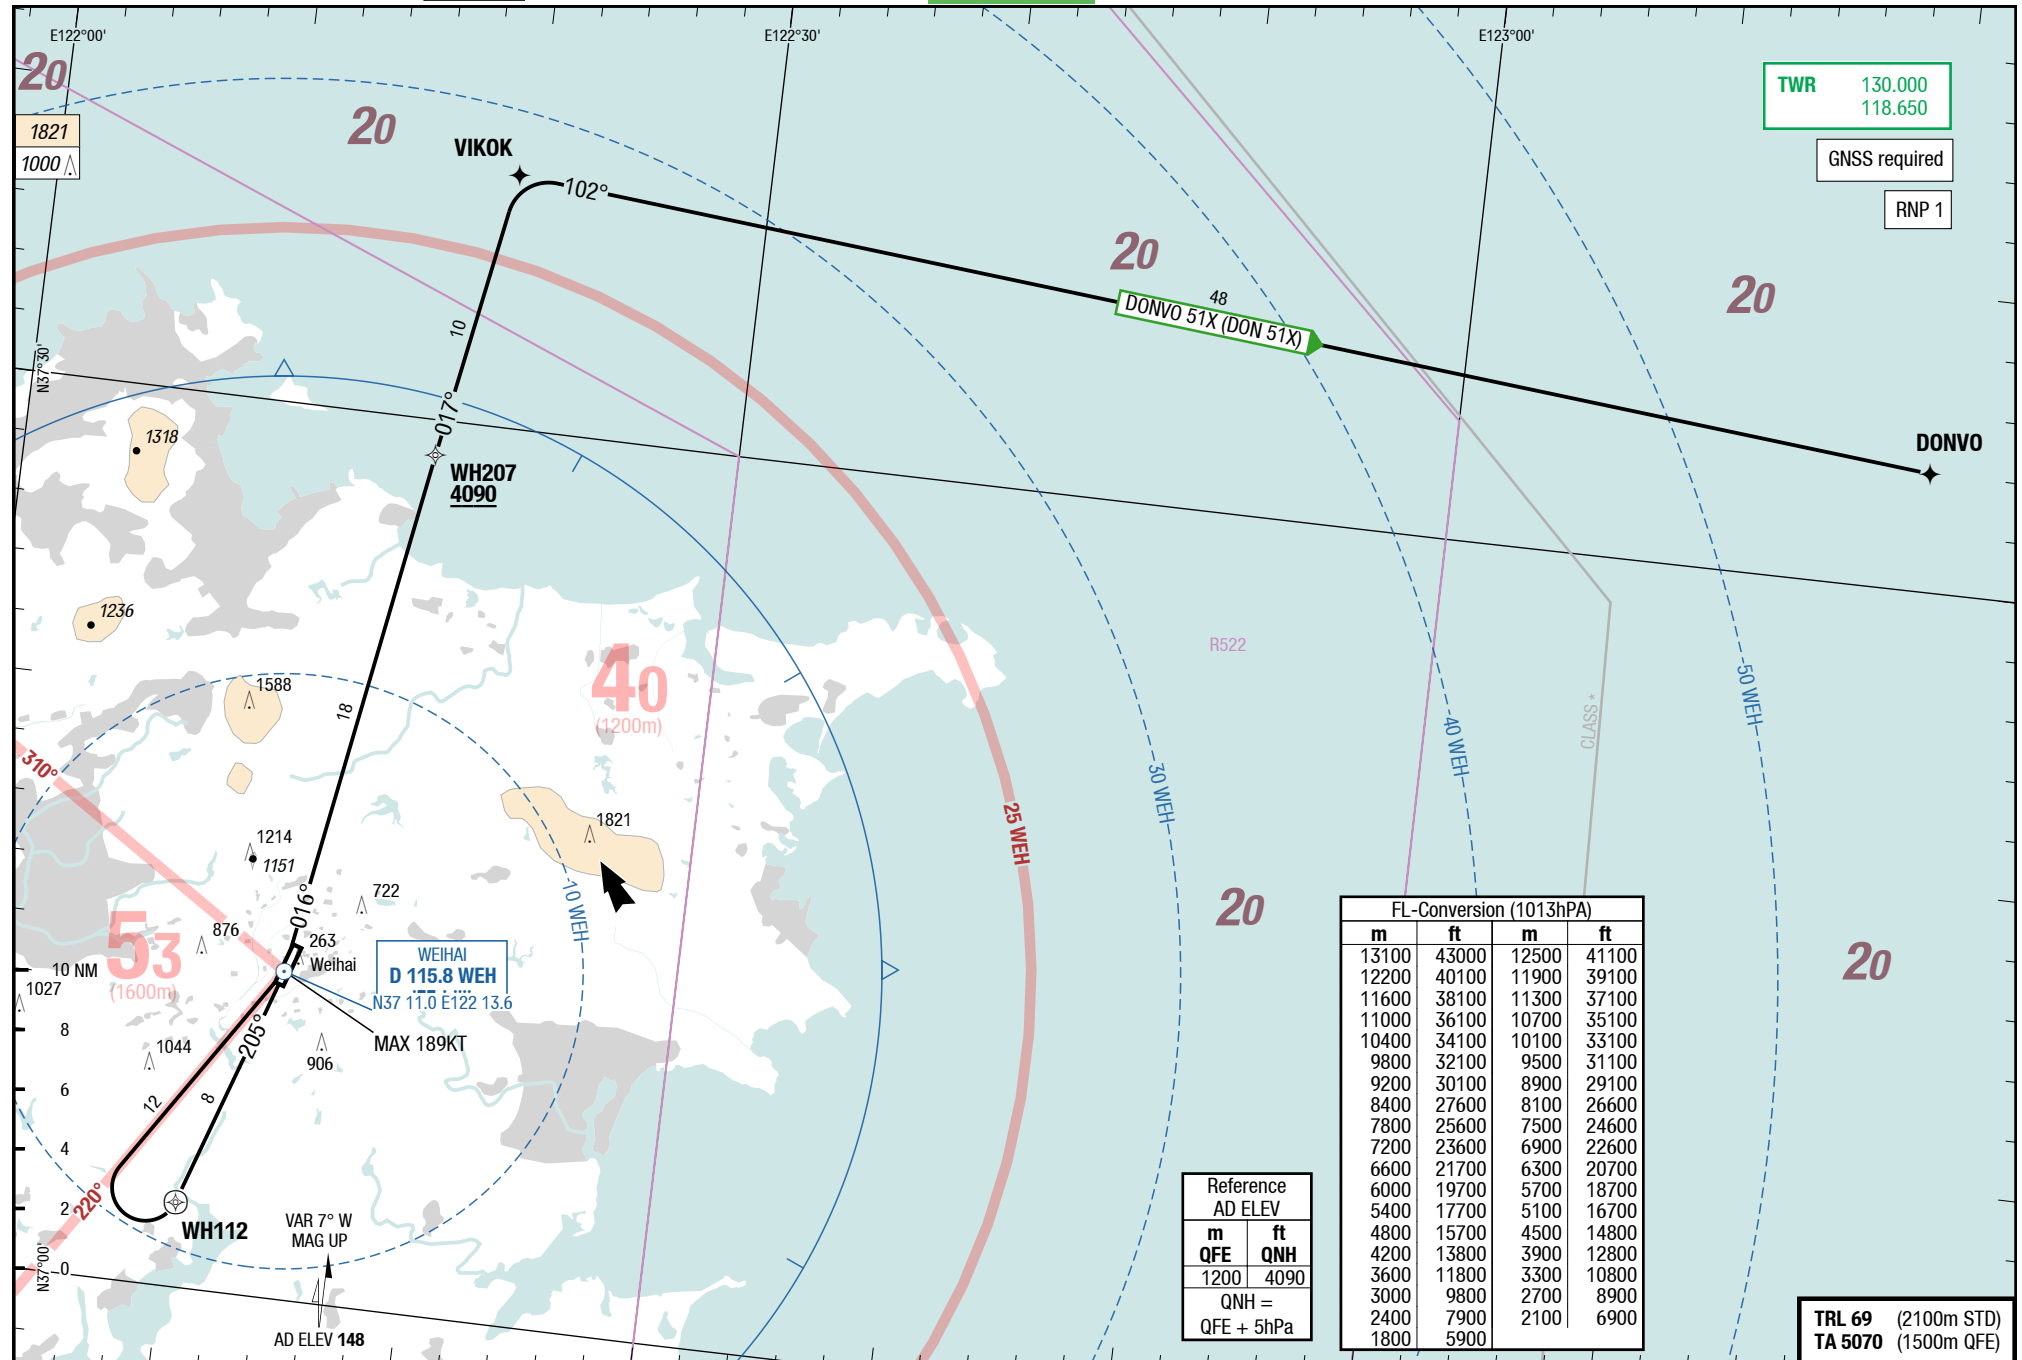 E122°00'
E122°30'
E123°00'
20
20
TWR 130.000
118.650
GNSS required
RNP 1
1821
1000
VIKOK
102°
20
20
48
DONVO 51X (DON 51X)
10
N37°30'
017°
DONVO
1318
WH207
4090
1236
R522
40
(1200m)
1588
18
50 WEH
40 WEH
CLASS *
310°
30 WEH
25 WEH
1821
1214
1151
722
10 WEH
016°
20
876
53
(1600m)
263
Weihai
WEIHAI
D 115.8 WEH
N37 11.0 E122 13.6
20
10 NM
1027
8
205°
MAX 189KT
1044
906
6
12
8
4
220°
2
WH112
VAR 7° W
MAG UP
N37°00'
0
AD ELEV 148
Reference
AD ELEV
m ft
QFE QNH
1200 4090
QNH =
QFE + 5hPa
FL-Conversion (1013hPA)
m ft m ft
13100 43000 12500 41100
12200 40100 11900 39100
11600 38100 11300 37100
11000 36100 10700 35100
10400 34100 10100 33100
9800 32100 9500 31100
9200 30100 8900 29100
8400 27600 8100 26600
7800 25600 7500 24600
7200 23600 6900 22600
6600 21700 6300 20700
6000 19700 5700 18700
5400 17700 5100 16700
4800 15700 4500 14800
4200 13800 3900 12800
3600 11800 3300 10800
3000 9800 2700 8900
2400 7900 2100 6900
1800 5900
TRL 69 (2100m STD)
TA 5070 (1500m QFE)